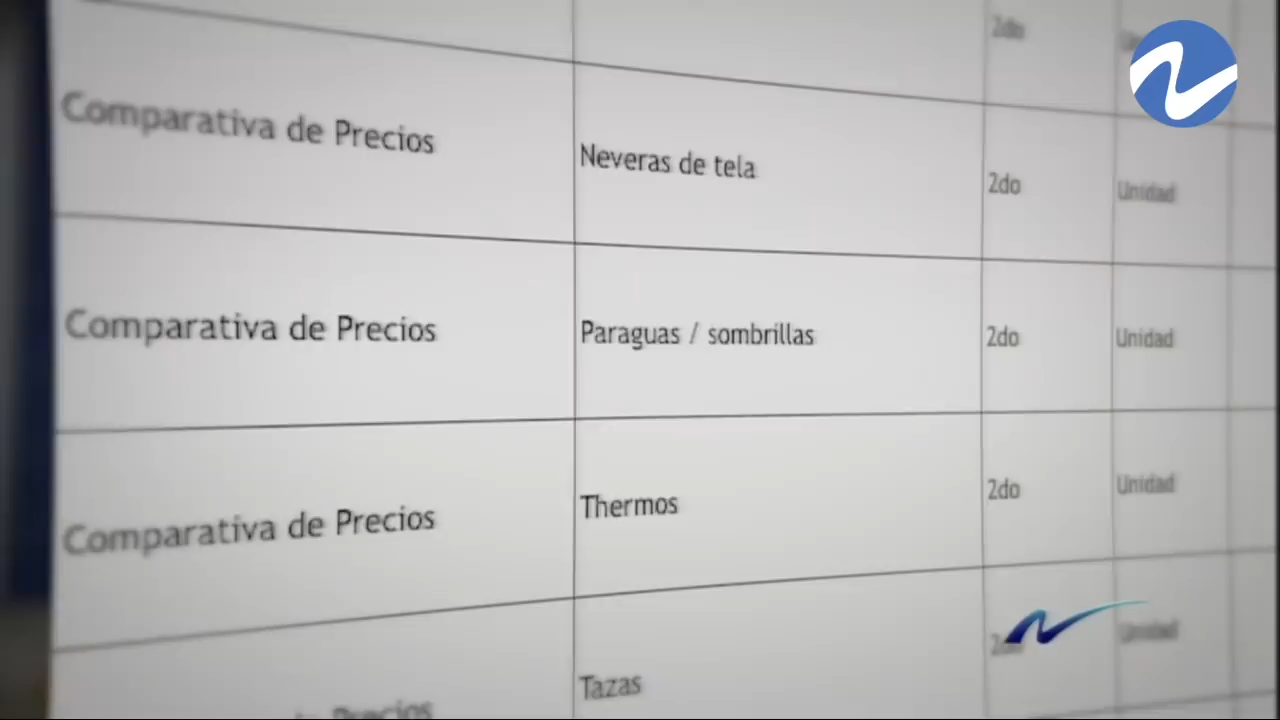 2do
Comparativa de Precios Neveras de tela 2do Unidad
Comparativa de Precios Paraguas / sombrillas 2do Unidad
Comparativa de Precios Thermos 2do Unidad
de Precios Tazas Unidad